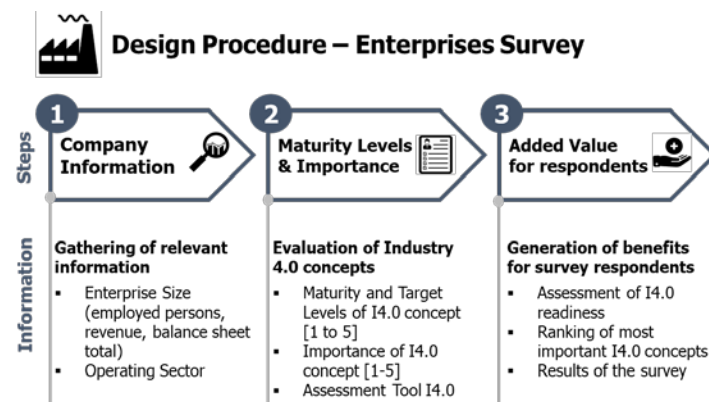 Design Procedure – Enterprises Survey
Steps
1
Company
Information
2
Maturity Levels
& Importance
3
Added Value
for respondents
Information
Gathering of relevant
information
▪ Enterprise Size
(employed persons,
revenue, balance sheet
total)
▪ Operating Sector
Evaluation of Industry
4.0 concepts
▪ Maturity and Target
Levels of I4.0 concept
[1 to 5]
▪ Importance of I4.0
concept [1-5]
▪ Assessment Tool I4.0
Generation of benefits
for survey respondents
▪ Assessment of I4.0
readiness
▪ Ranking of most
important I4.0 concepts
▪ Results of the survey